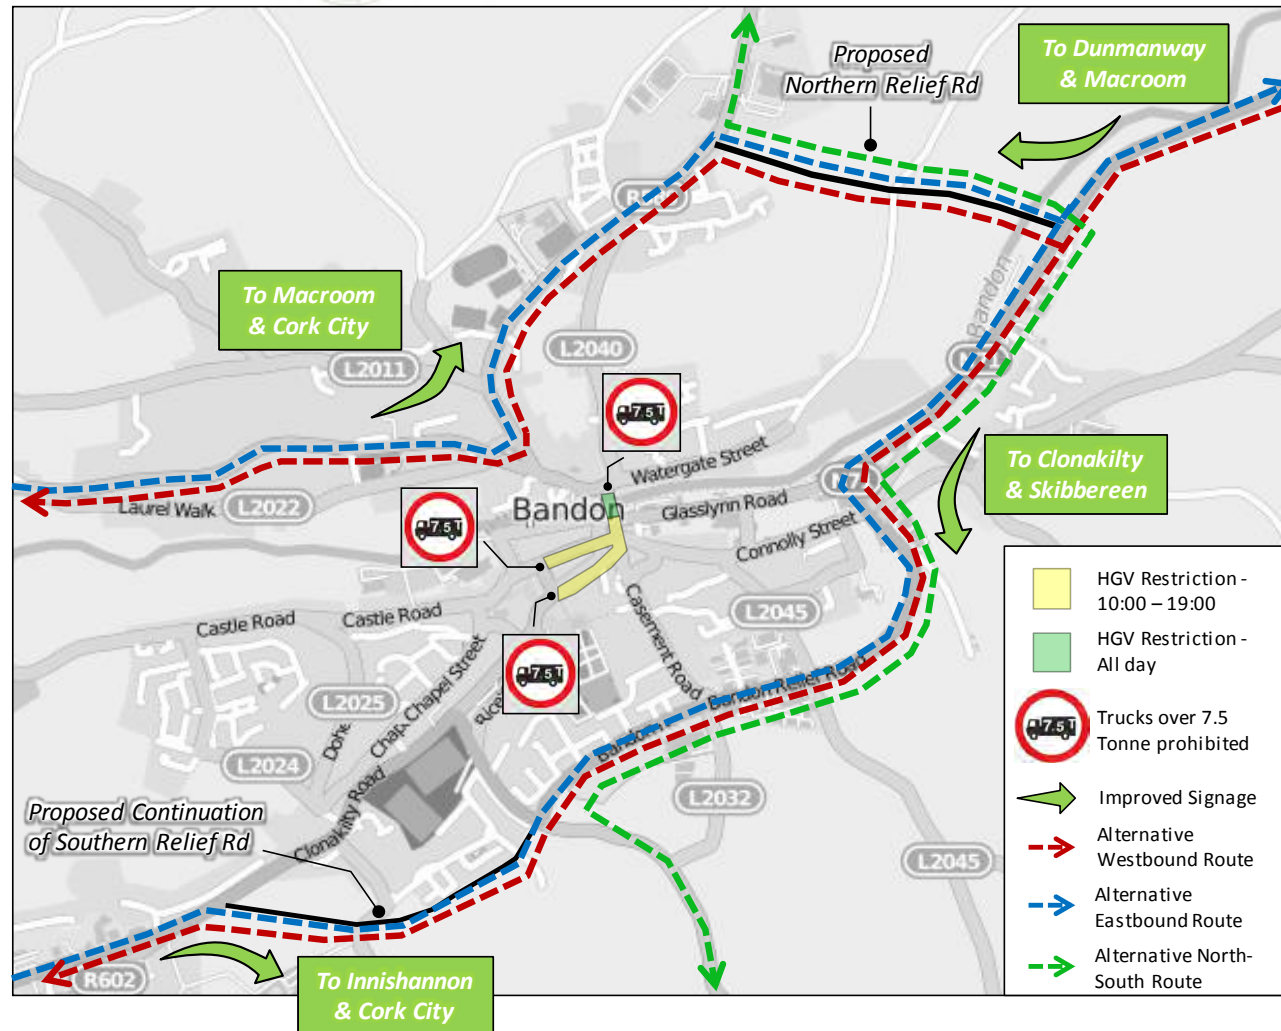 Proposed
Northern Relief Rd
To Dunmanway
& Macroom
To Macroom
& Cork City
L2040
L2011
Bandon
7.5T
Watergate Street
To Clonakilty
& Skibbereen
Laurel Walk
L2022
Bandon
Glasslynn Road
7.5T
Connolly Street
Castle Road
Castle Road
Casement Road
L2045
7.5T
Chapel Street
Bandon Relief Road
L2025
L2024
L2032
Clonakilty Road
Proposed Continuation
of Southern Relief Rd
L2045
R602
To Innishannon
& Cork City
HGV Restriction -
10:00 – 19:00
HGV Restriction -
All day
7.5T
Trucks over 7.5
Tonne prohibited
Improved Signage
Alternative
Westbound Route
Alternative
Eastbound Route
Alternative North-
South Route